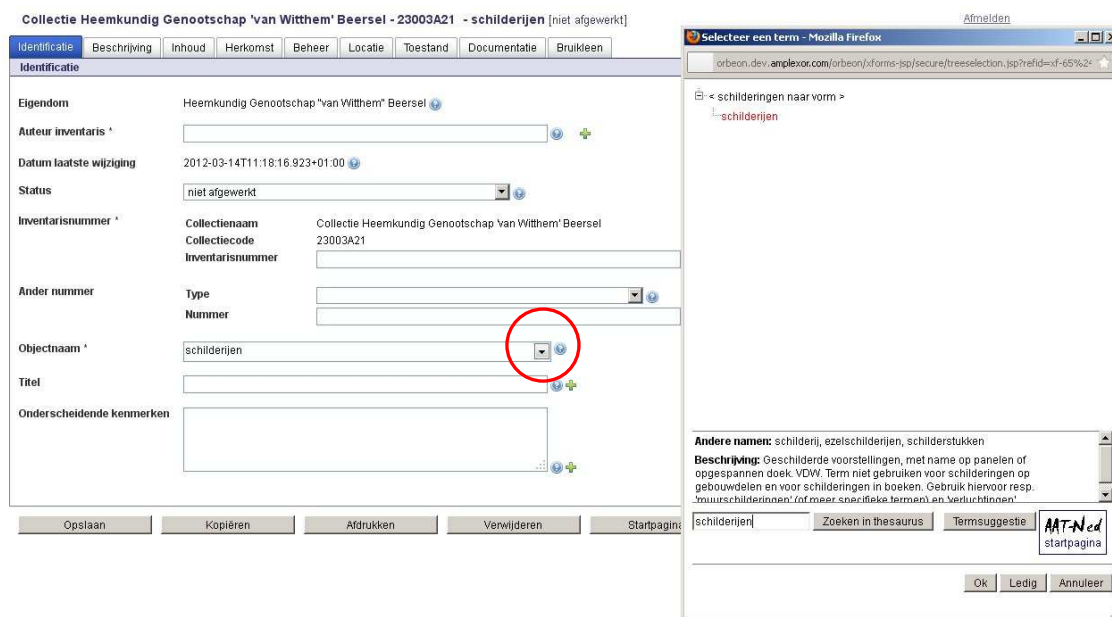 Collectie Heemkundig Genootschap 'van Witthem' Beersel - 23003A21 - schilderijen [niet afgewerkt]
Afmelden
Identificatie Beschrijving Inhoud Herkomst Beheer Locatie Toestand Documentatie Bruikleen
Identificatie
Eigendom Heemkundig Genootschap "van Witthem" Beersel
Auteur inventaris *
Datum laatste wijziging 2012-03-14T11:18:16.923+01:00
Status niet afgewerkt
Inventarisnummer * Collectienaam Collectie Heemkundig Genootschap 'van Witthem' Beersel
Collectiecode 23003A21
Inventarisnummer
Ander nummer Type
Nummer
Objectnaam * schilderijen
Titel
Onderscheidende kenmerken
Opslaan Kopiëren Afdrukken Verwijderen Startpagina
Selecteer een term - Mozilla Firefox
orbeon.dev.amplexor.com/orbeon/xforms-jsp/secure/treeselection.jsp?refid=xf-65%2
< schilderingen naar vorm >
schilderijen
Andere namen: schilderij, ezelschilderijen, schilderstukken
Beschrijving: Geschilderde voorstellingen, met name op panelen of
opgespannen doek. VDW. Term niet gebruiken voor schilderingen op
gebouwdelen en voor schilderingen in boeken. Gebruik hiervoor resp.
'muurschilderingen' (of meer specifieke termen) en 'verluchtingen'
schilderijen Zoeken in thesaurus Termsuggestie
AAT-Ned
startpagina
Ok Ledig Annuleer